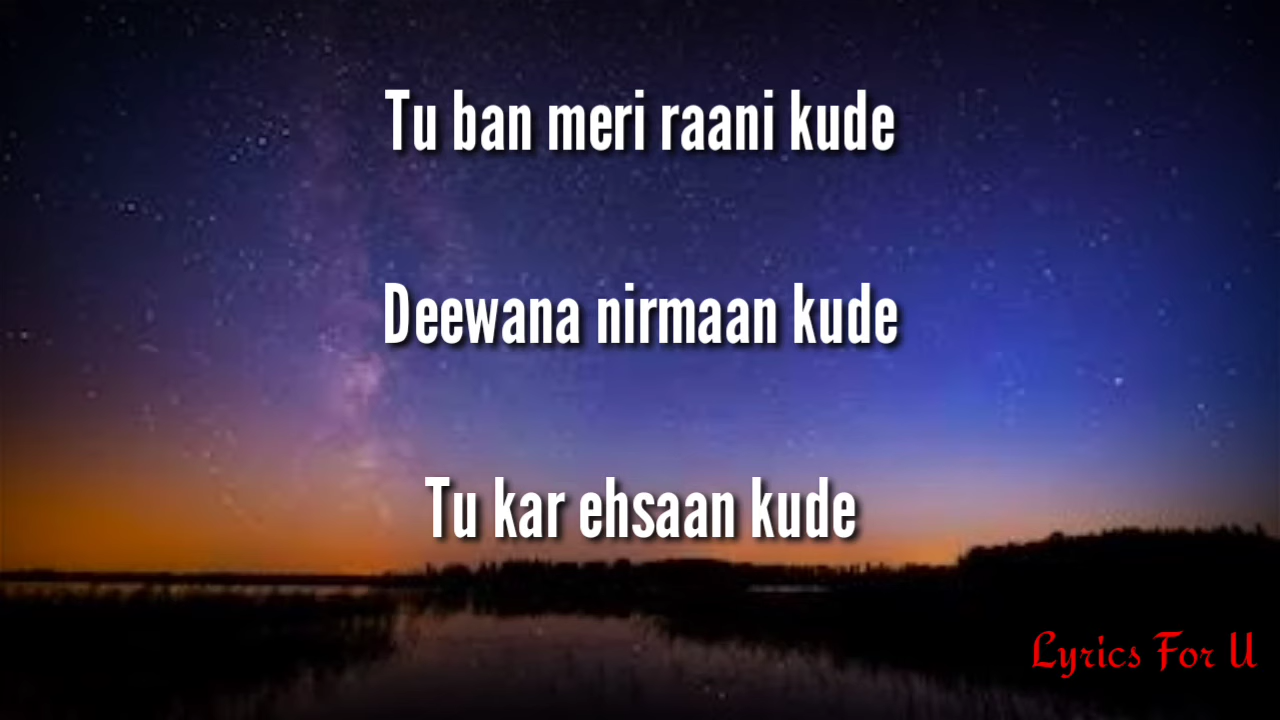 Tu ban meri raani kude
Deewana nirmaan kude
Tu kar ehsaan kude
Lyrics For U